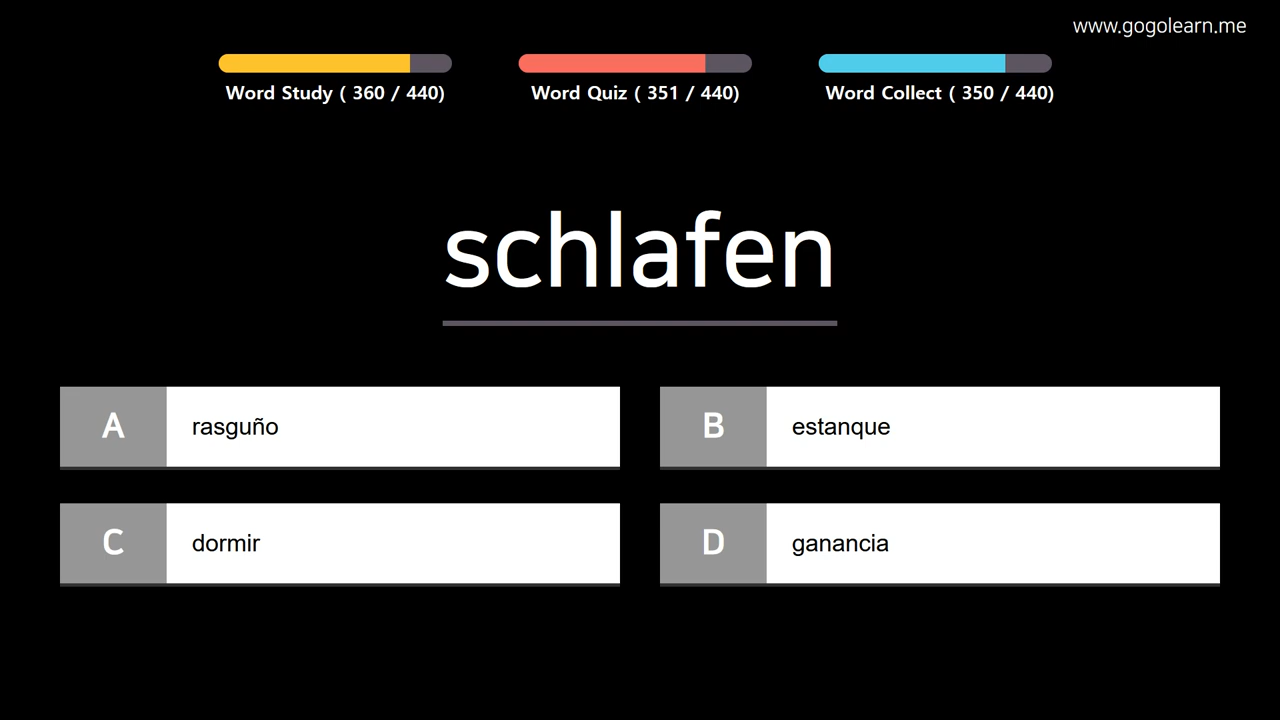 www.gogolearn.me
Word Study ( 360 / 440)
Word Quiz ( 351 / 440)
Word Collect ( 350 / 440)
schlafen
A rasguño
B estanque
C dormir
D ganancia